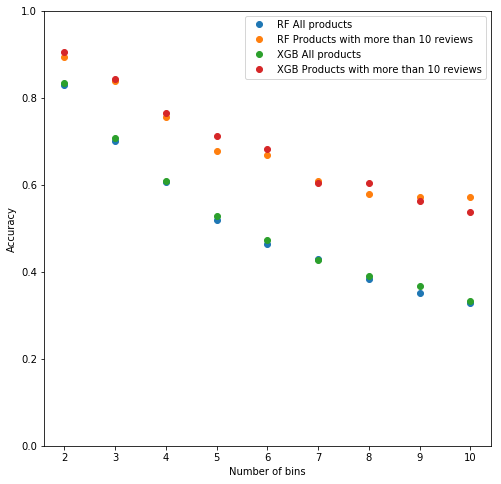 RF All products
RF Products with more than 10 reviews
XGB All products
XGB Products with more than 10 reviews
1.0
0.8
0.6
0.4
0.2
0.0
Accuracy
2 3 4 5 6 7 8 9 10
Number of bins